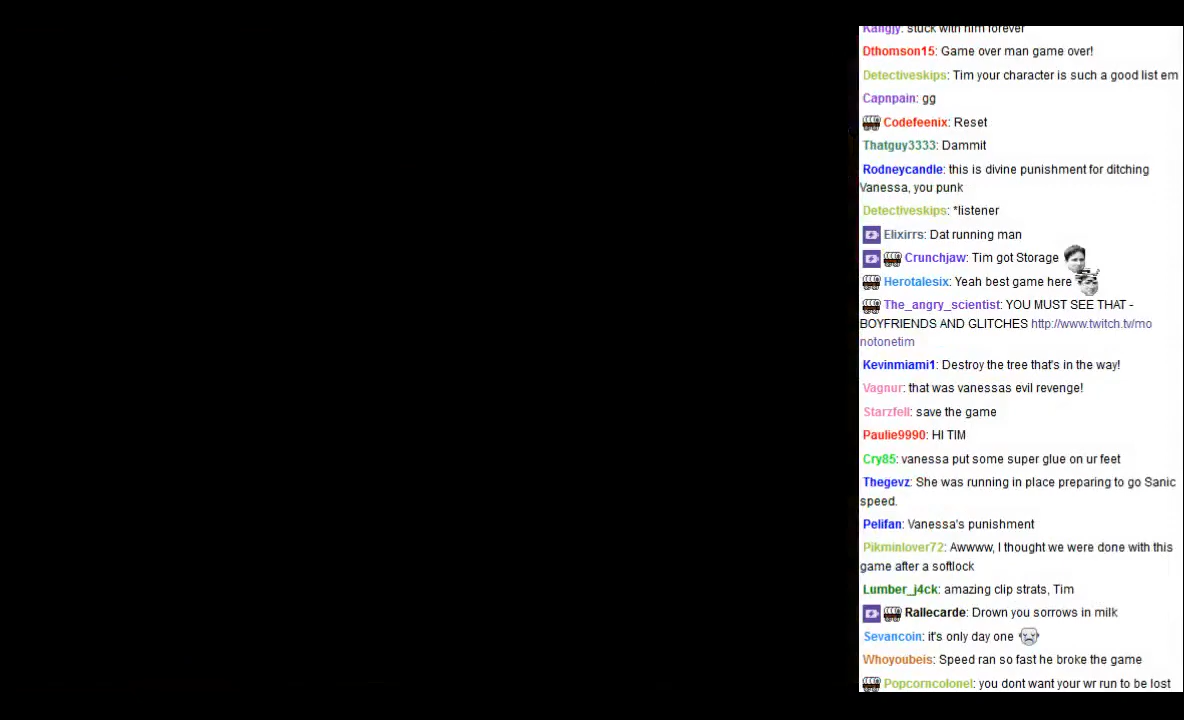 Kangjy: stuck with him forever
Dthomson15: Game over man game over!
Detectiveskips: Tim your character is such a good list em
Capnpain: gg
Codefeenix: Reset
Thatguy3333: Dammit
Rodneycandle: this is divine punishment for ditching
Vanessa, you punk
Detectiveskips: *listener
Elixirrs: Dat running man
Crunchjaw: Tim got Storage
Herotalesix: Yeah best game here
The_angry_scientist: YOU MUST SEE THAT -
BOYFRIENDS AND GLITCHES http://www.twitch.tv/mo
notonetim
Kevinmiami1: Destroy the tree that's in the way!
Vagnur: that was vanessas evil revenge!
Starzfell: save the game
Paulie9990: HI TIM
Cry85: vanessa put some super glue on ur feet
Thegevz: She was running in place preparing to go Sanic
speed.
Pelifan: Vanessa's punishment
Pikminlover72: Awwww, I thought we were done with this
game after a softlock
Lumber_j4ck: amazing clip strats, Tim
Rallecarde: Drown you sorrows in milk
Sevancoin: it's only day one
Whoyoubeis: Speed ran so fast he broke the game
Popcorncolonel: you dont want your wr run to be lost